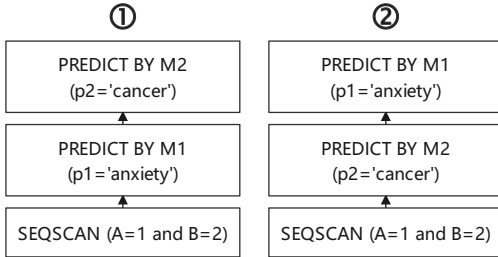 ①
PREDICT BY M2
(p2='cancer')
PREDICT BY M1
(p1='anxiety')
SEQSCAN (A=1 and B=2)
②
PREDICT BY M1
(p1='anxiety')
PREDICT BY M2
(p2='cancer')
SEQSCAN (A=1 and B=2)